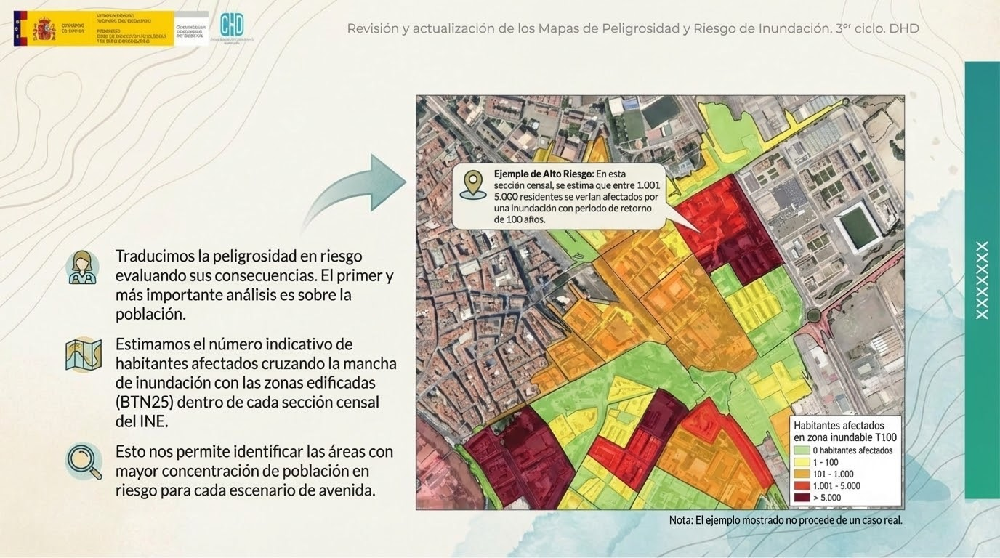 CHD
Revisión y actualización de los Mapas de Peligrosidad y Riesgo de Inundación. 3er ciclo. DHD
Ejemplo de Alto Riesgo: En esta
sección censal, se estima que entre 1.001
5.000 residentes se verían afectados por
una inundación con periodo de retorno
de 100 años.
Traducimos la peligrosidad en riesgo
evaluando sus consecuencias. El primer y
más importante análisis es sobre la
población.
Estimamos el número indicativo de
habitantes afectados cruzando la mancha
de inundación con las zonas edificadas
(BTN25) dentro de cada sección censal
del INE.
Esto nos permite identificar las áreas con
mayor concentración de población en
riesgo para cada escenario de avenida.
Habitantes afectados
en zona inundable T100
0 habitantes afectados
1 - 100
101 - 1.000
1.001 - 5.000
> 5.000
Nota: El ejemplo mostrado no procede de un caso real.
XXXXXXX